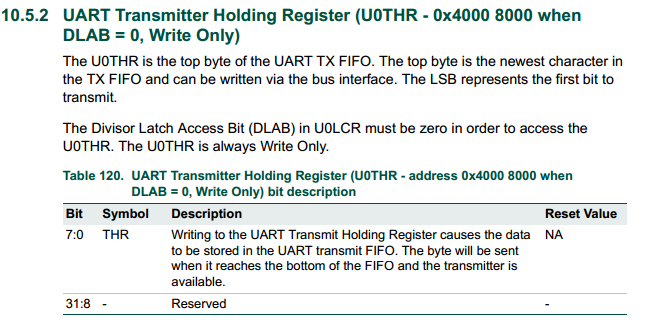 10.5.2 UART Transmitter Holding Register (U0THR - 0x4000 8000 when
DLAB = 0, Write Only)
The U0THR is the top byte of the UART TX FIFO. The top byte is the newest character in
the TX FIFO and can be written via the bus interface. The LSB represents the first bit to
transmit.
The Divisor Latch Access Bit (DLAB) in U0LCR must be zero in order to access the
U0THR. The U0THR is always Write Only.
Table 120. UART Transmitter Holding Register (U0THR - address 0x4000 8000 when
DLAB = 0, Write Only) bit description
Bit Symbol Description Reset Value
7:0 THR Writing to the UART Transmit Holding Register causes the data NA
to be stored in the UART transmit FIFO. The byte will be sent
when it reaches the bottom of the FIFO and the transmitter is
available.
31:8 - Reserved -